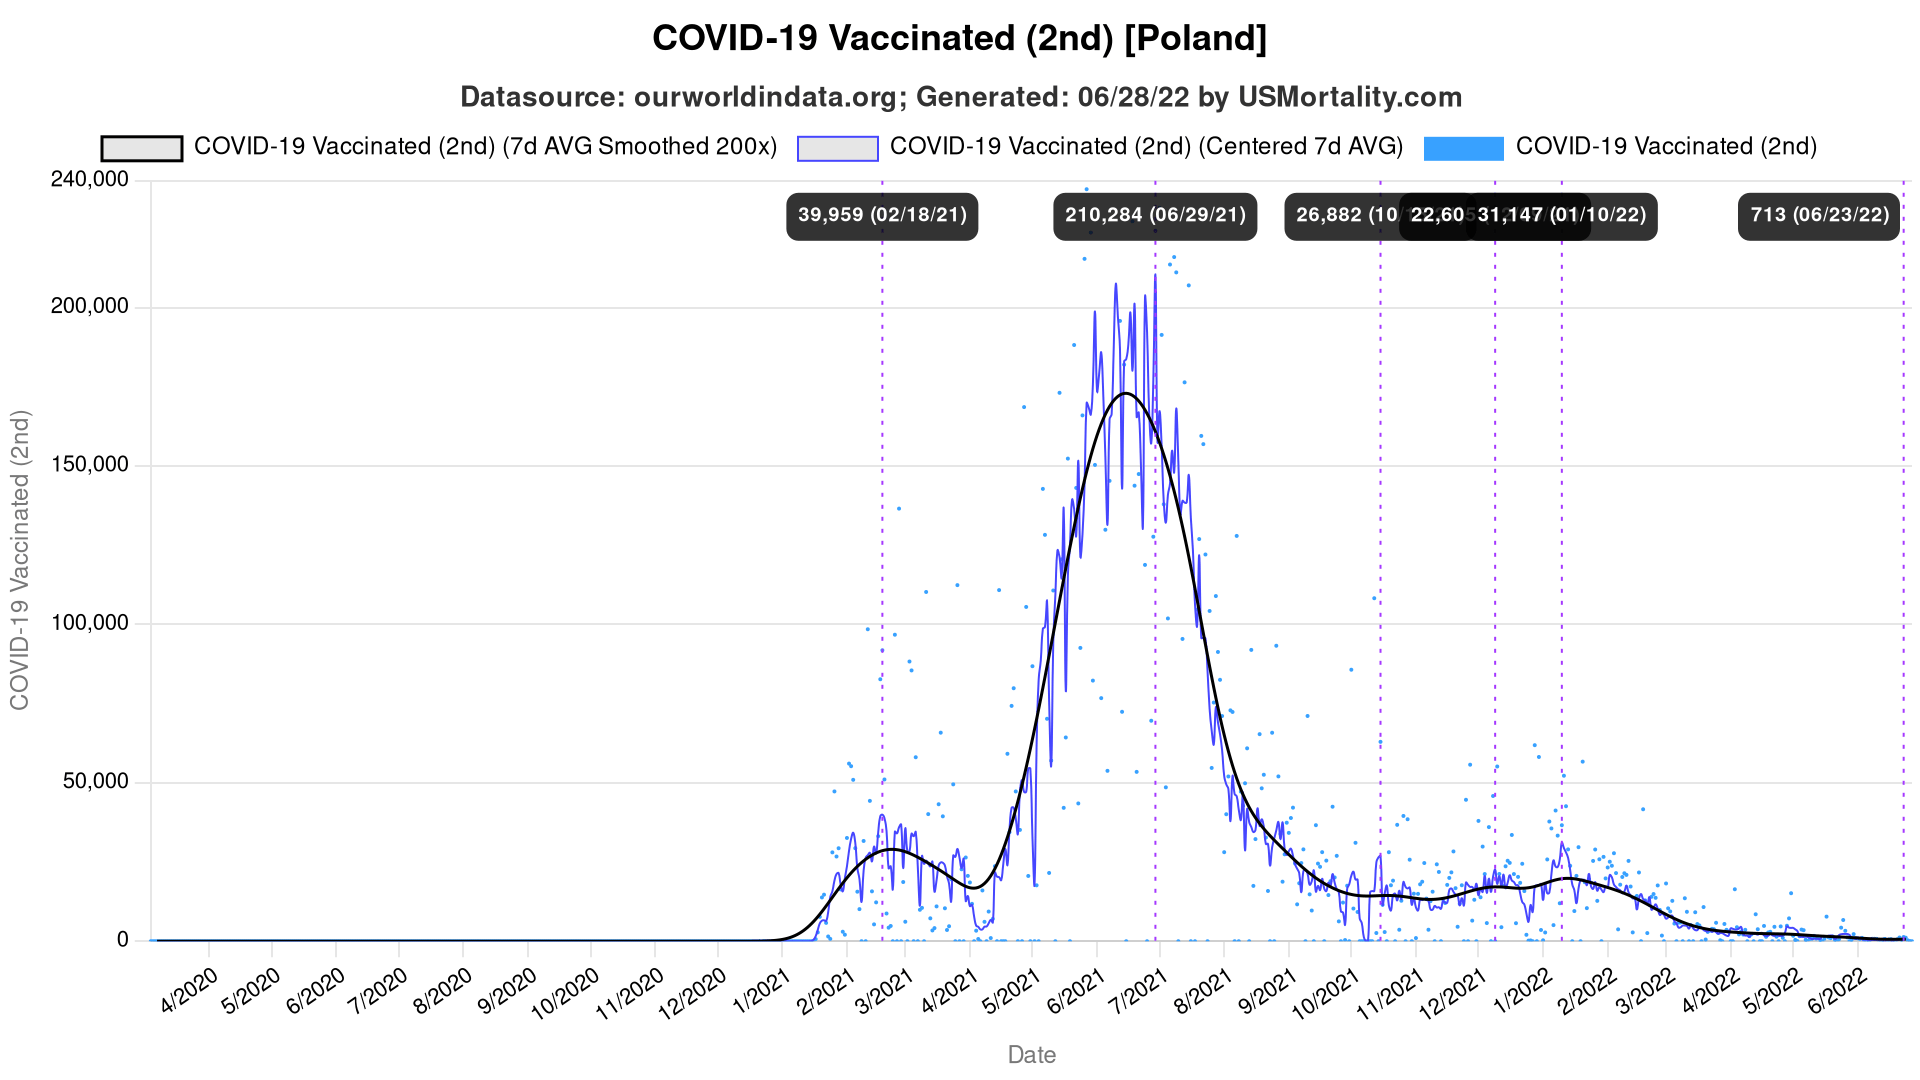 COVID-19 Vaccinated (2nd) [Poland]
Datasource: ourworldindata.org; Generated: 06/28/22 by USMortality.com
COVID-19 Vaccinated (2nd) (7d AVG Smoothed 200x) COVID-19 Vaccinated (2nd) (Centered 7d AVG) COVID-19 Vaccinated (2nd)
240,000
39,959 (02/18/21) 210,284 (06/29/21) 26,882 (10/ 22,605 31,147 (01/10/22) 713 (06/23/22)
200,000
150,000
100,000
50,000
0
COVID-19 Vaccinated (2nd)
4/2020 5/2020 6/2020 7/2020 8/2020 9/2020 10/2020 11/2020 12/2020 1/2021 2/2021 3/2021 4/2021 5/2021 6/2021 7/2021 8/2021 9/2021 10/2021 11/2021 12/2021 1/2022 2/2022 3/2022 4/2022 5/2022 6/2022
Date